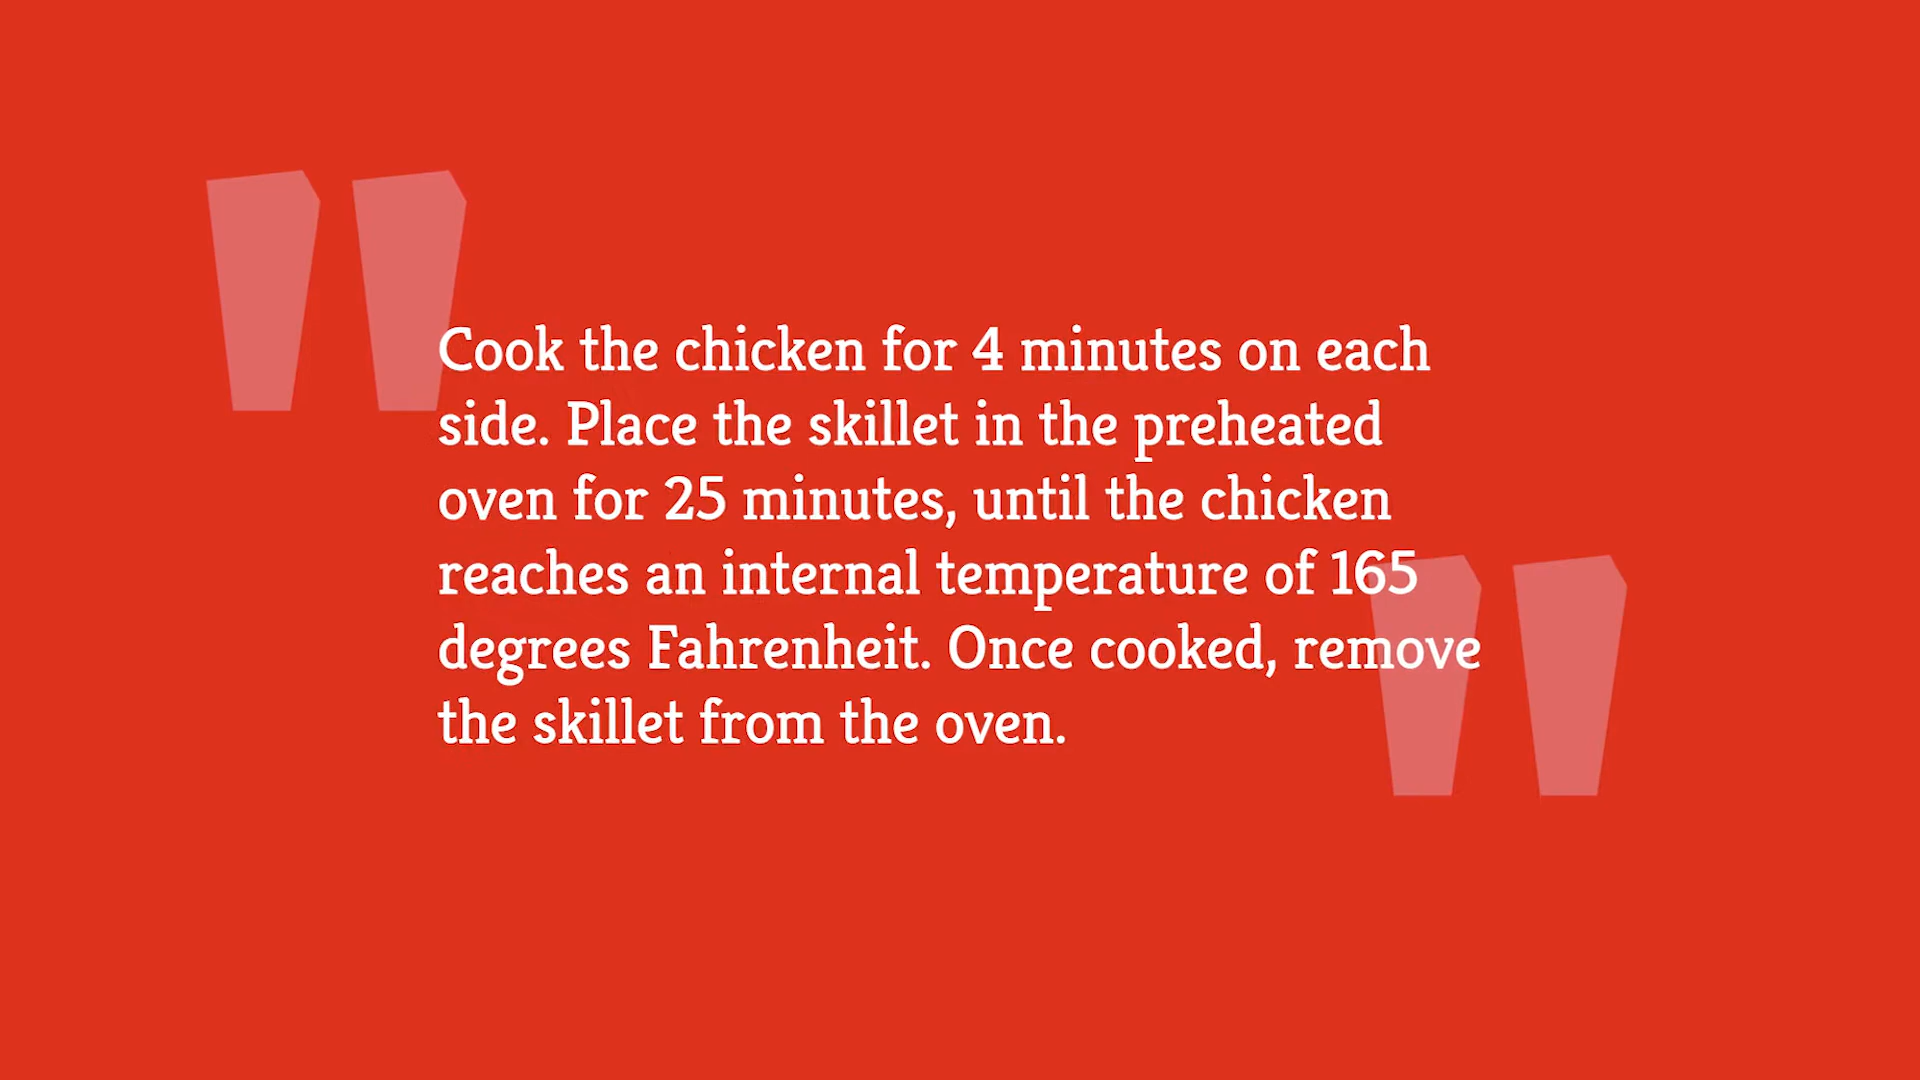 Cook the chicken for 4 minutes on each
side. Place the skillet in the preheated
oven for 25 minutes, until the chicken
reaches an internal temperature of 165
degrees Fahrenheit. Once cooked, remove
the skillet from the oven.